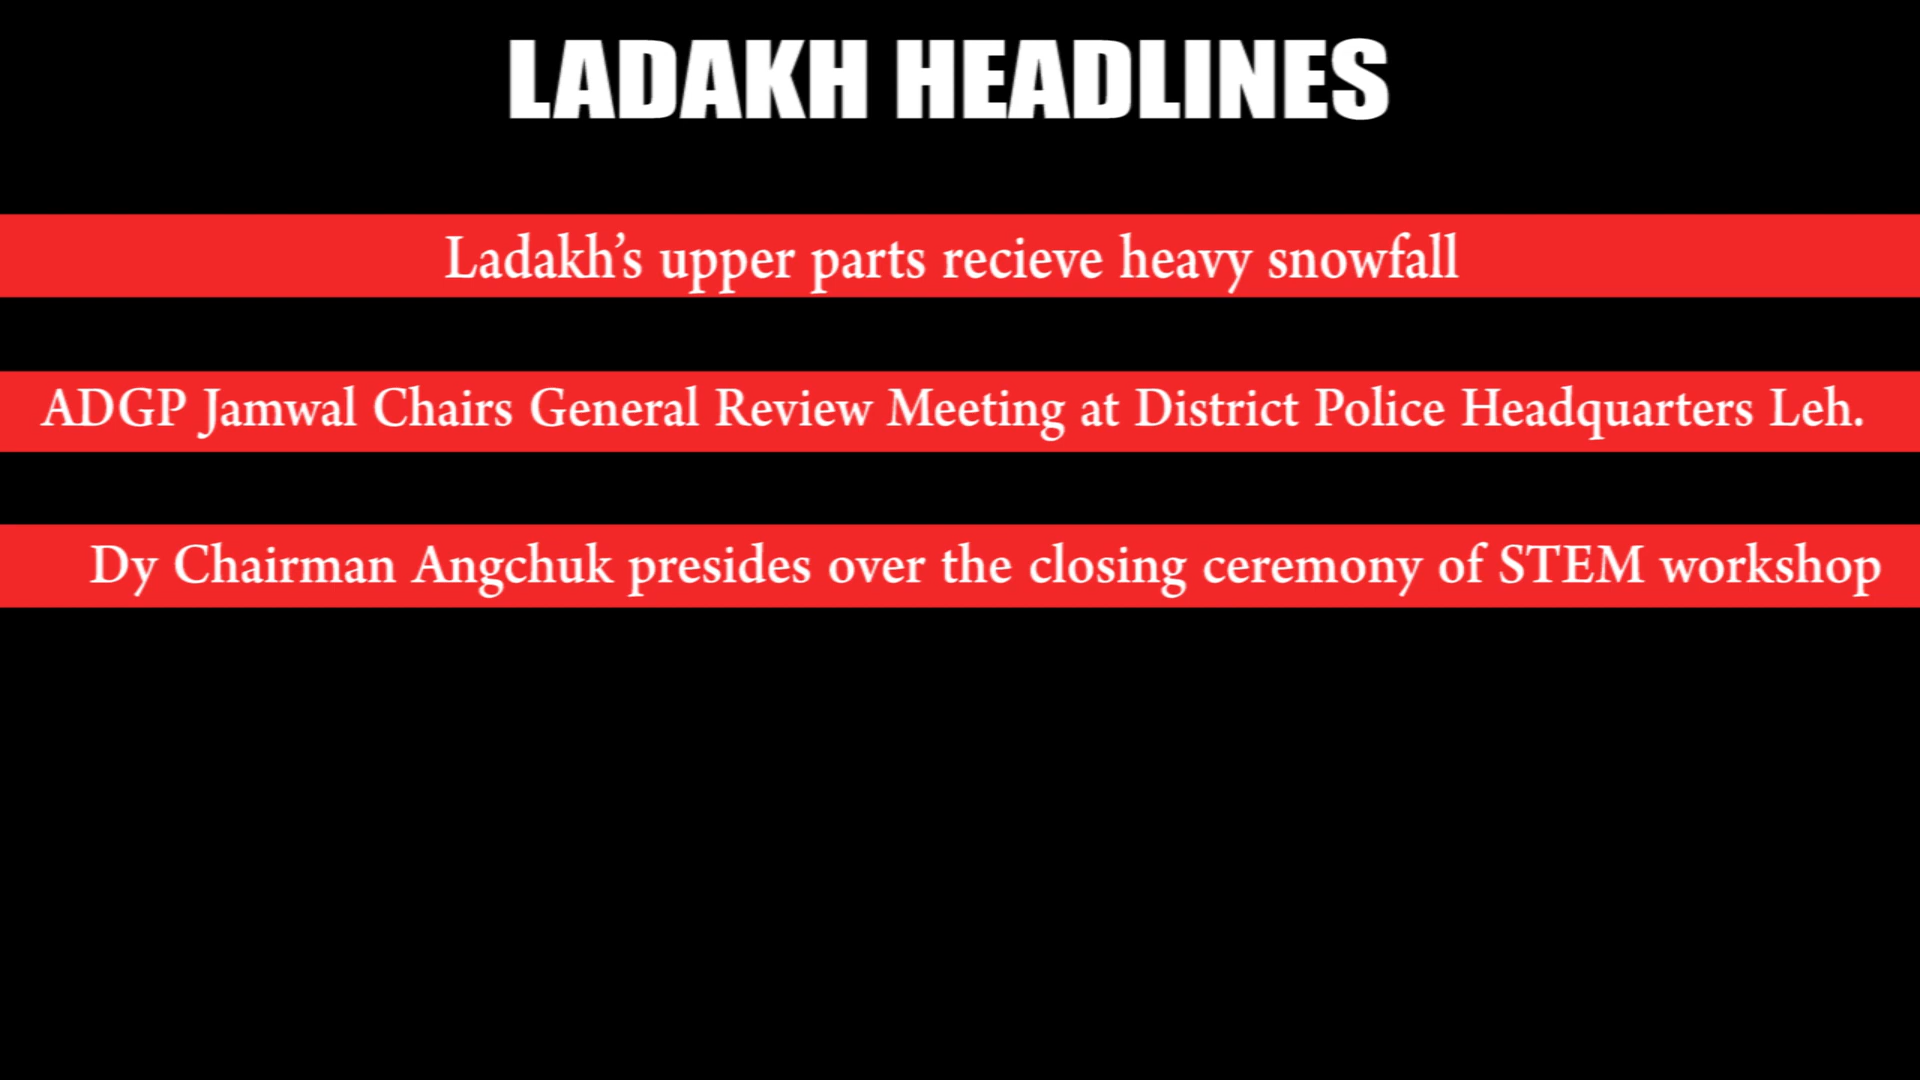 LADAKH HEADLINES
Ladakh’s upper parts recieve heavy snowfall
ADGP Jamwal Chairs General Review Meeting at District Police Headquarters Leh.
Dy Chairman Angchuk presides over the closing ceremony of STEM workshop